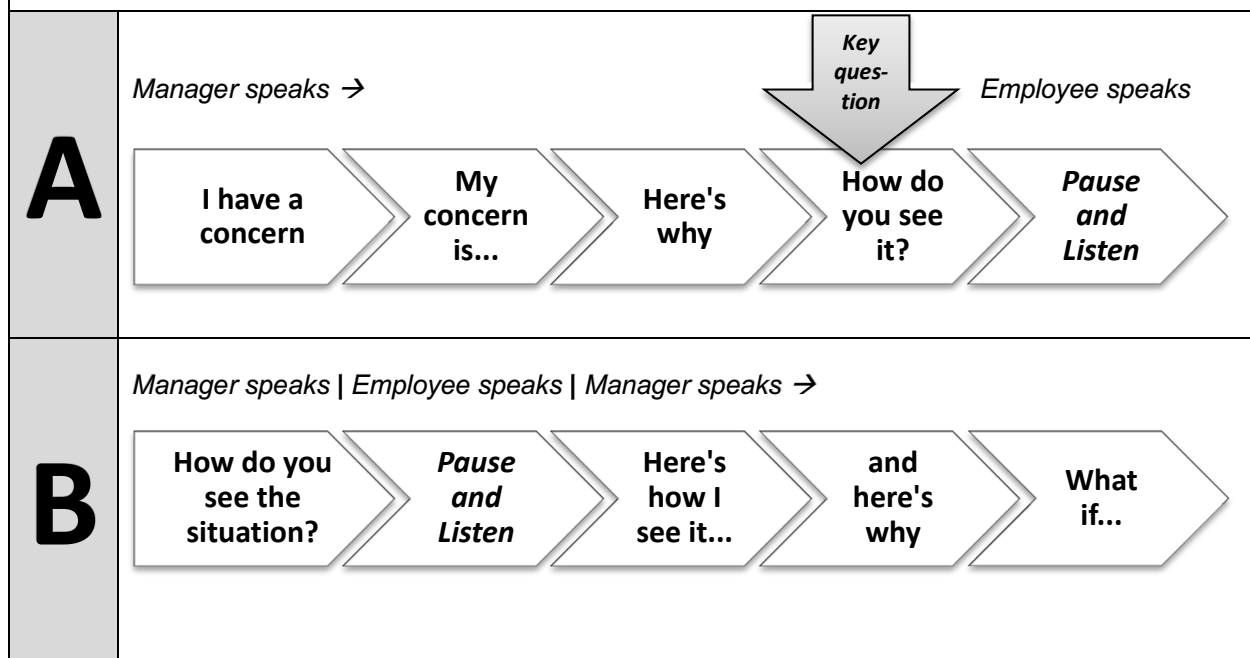 Key
ques-
tion
Manager speaks → Employee speaks
A
I have a
concern
My
concern
is...
Here's
why
How do
you see
it?
Pause
and
Listen
Manager speaks | Employee speaks | Manager speaks →
B
How do you
see the
situation?
Pause
and
Listen
Here's
how I
see it...
and
here's
why
What
if...